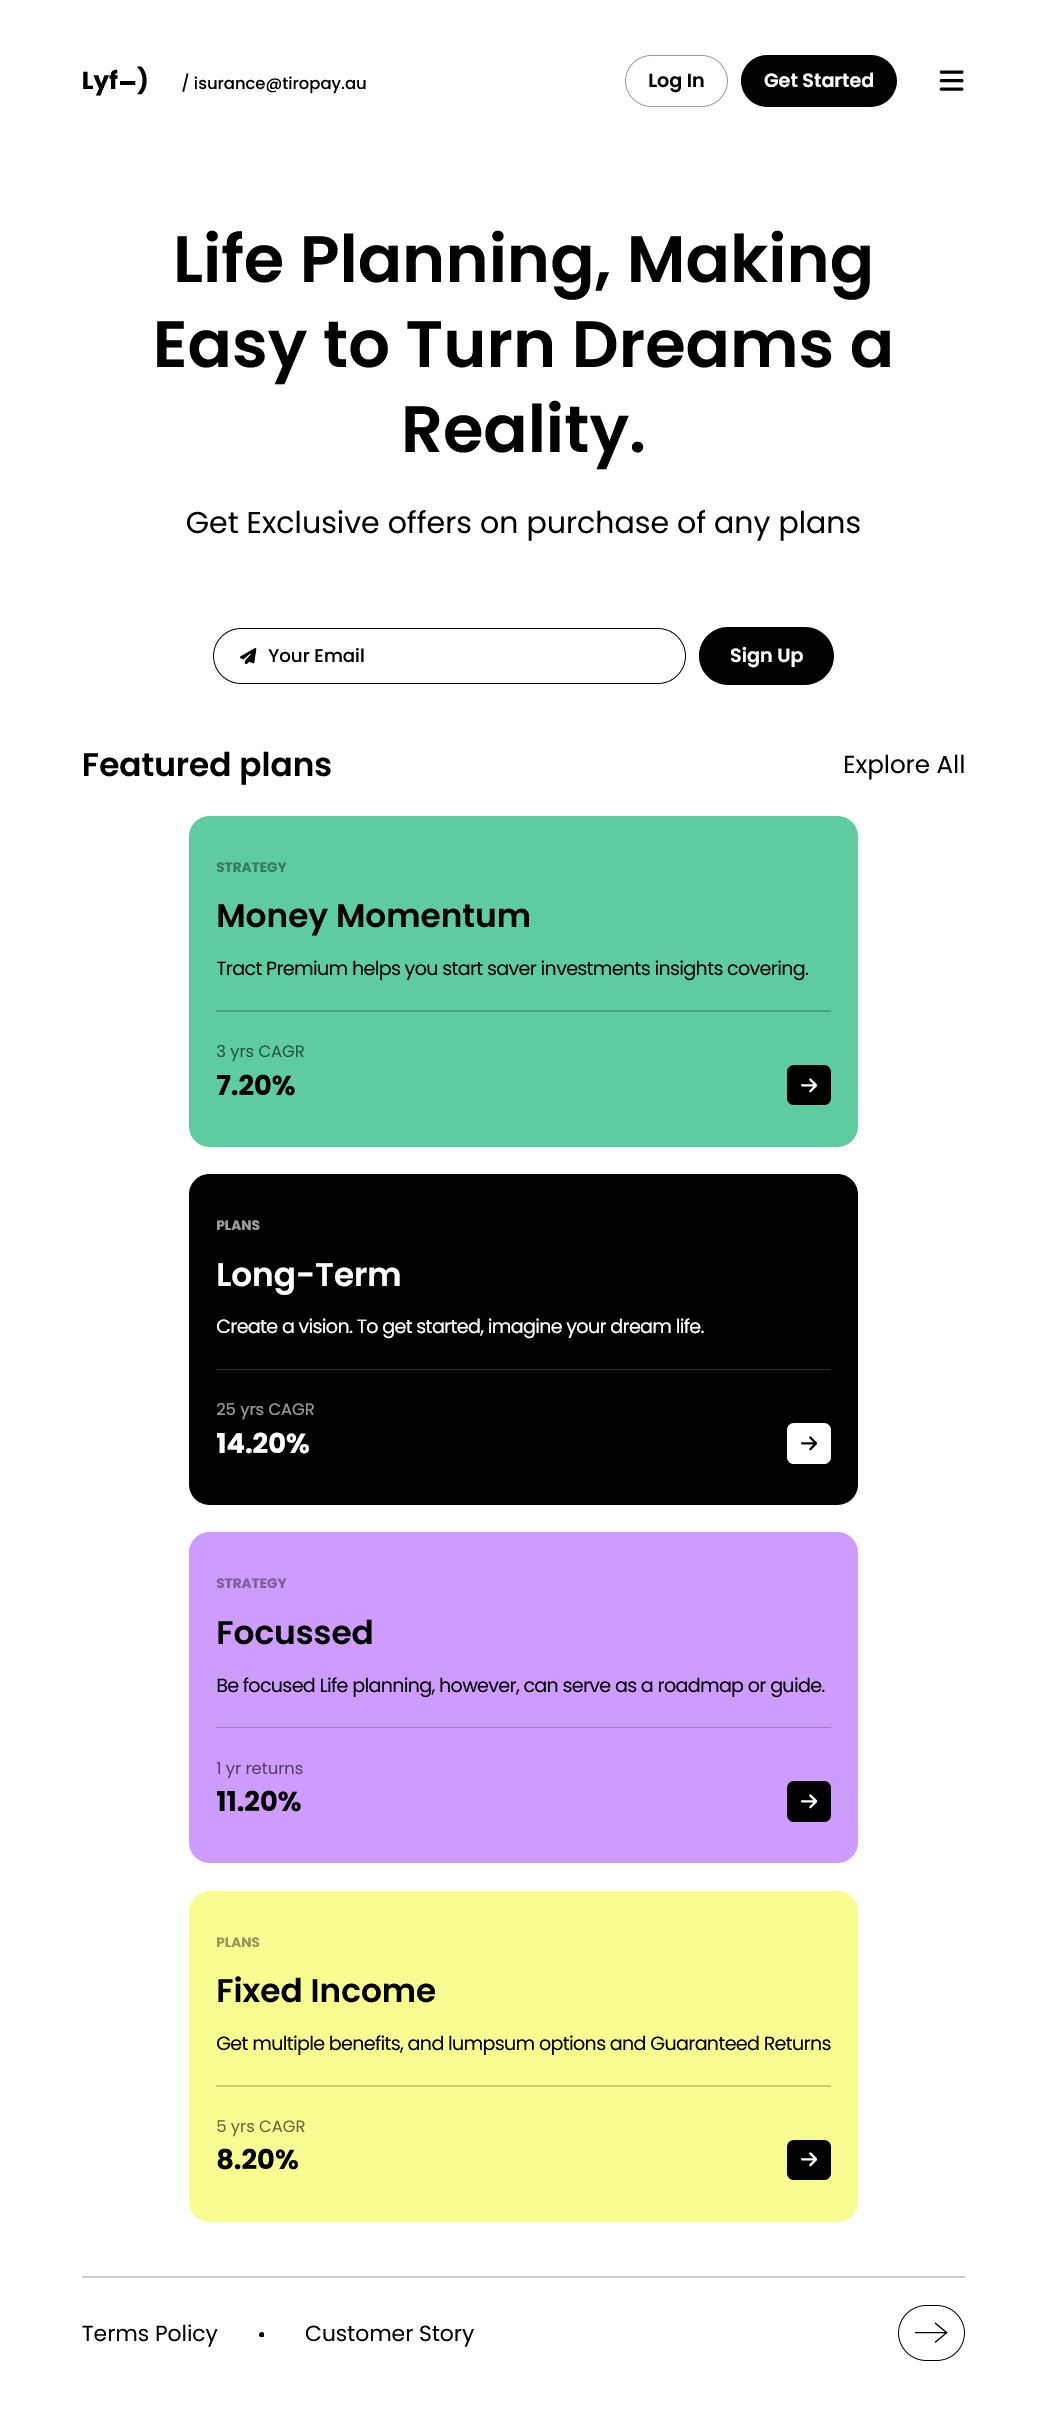 Lyf–) / isurance@tiropay.au Log In Get Started
Life Planning, Making
Easy to Turn Dreams a
Reality.
Get Exclusive offers on purchase of any plans
Your Email Sign Up
Featured plans Explore All
STRATEGY
Money Momentum
Tract Premium helps you start saver investments insights covering.
3 yrs CAGR
7.20%
PLANS
Long-Term
Create a vision. To get started, imagine your dream life.
25 yrs CAGR
14.20%
STRATEGY
Focussed
Be focused Life planning, however, can serve as a roadmap or guide.
1 yr returns
11.20%
PLANS
Fixed Income
Get multiple benefits, and lumpsum options and Guaranteed Returns
5 yrs CAGR
8.20%
Terms Policy • Customer Story